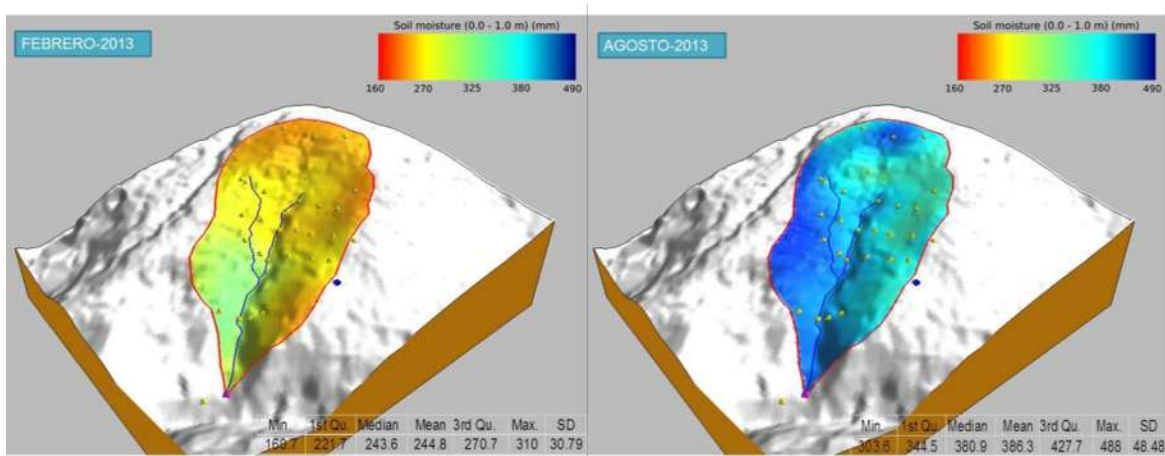 FEBRERO-2013
Soil moisture (0.0 - 1.0 m) (mm)
160 270 325 380 490
Min. 1st Qu. Median Mean 3rd Qu. Max. SD
160.7 221.7 243.6 244.8 270.7 310 30.79
AGOSTO-2013
Soil moisture (0.0 - 1.0 m) (mm)
160 270 325 380 490
Min. 1st Qu. Median Mean 3rd Qu. Max. SD
303.6 344.5 380.9 386.3 427.7 488 48.48